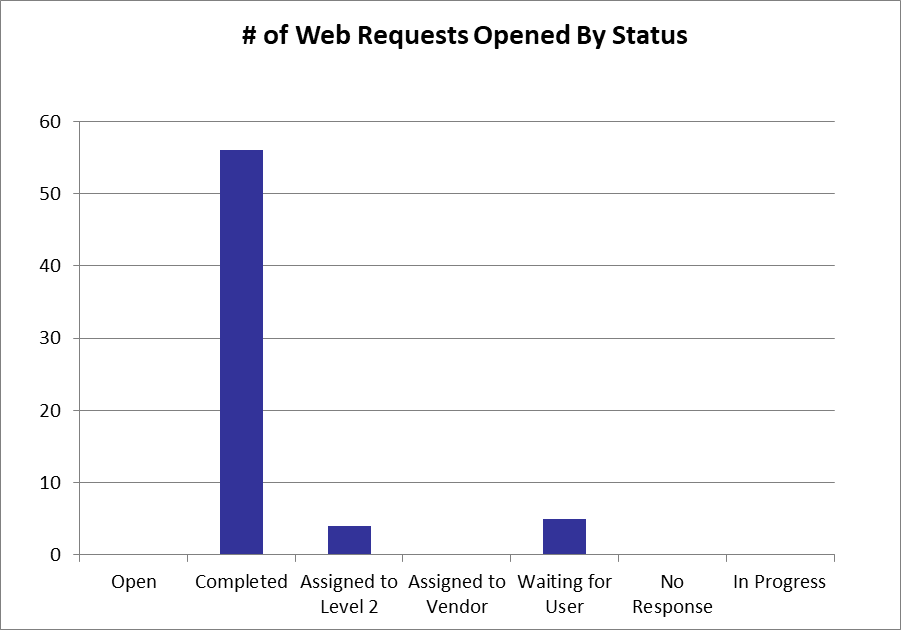 # of Web Requests Opened By Status
60
50
40
30
20
10
0
Open
Completed
Assigned to
Level 2
Assigned to
Vendor
Waiting for
User
No
Response
In Progress